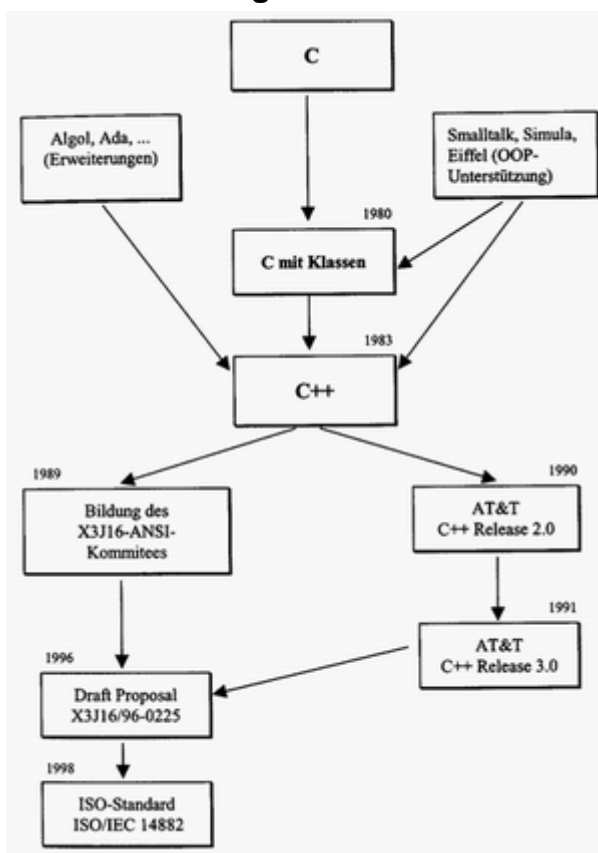 C
Algol, Ada, ...
(Erweiterungen)
Smalltalk, Simula,
Eiffel (OOP-
Unterstützung)
1980
C mit Klassen
1983
C++
1989
Bildung des
X3J16-ANSI-
Kommitees
1990
AT&T
C++ Release 2.0
1991
AT&T
C++ Release 3.0
1996
Draft Proposal
X3J16/96-0225
1998
ISO-Standard
ISO/IEC 14882